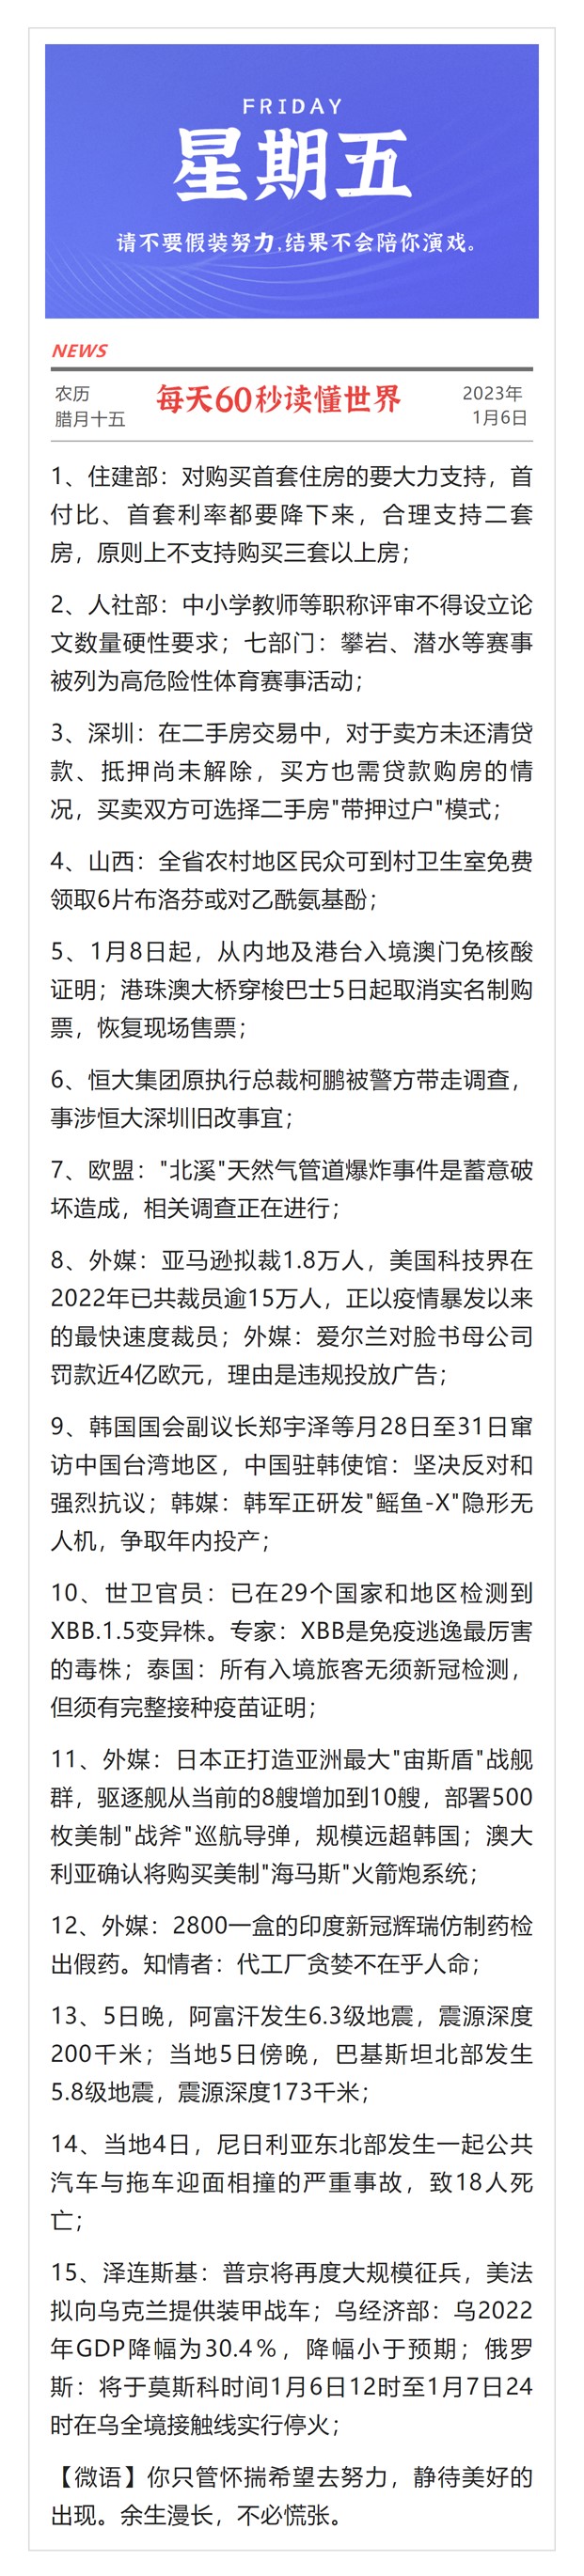 FRIDAY
星期五
请不要假装努力,结果不会陪你演戏。
NEWS
农历
腊月十五
每天60秒读懂世界
2023年
1月6日
1、住建部：对购买首套住房的要大力支持，首
付比、首套利率都要降下来，合理支持二套
房，原则上不支持购买三套以上房；
2、人社部：中小学教师等职称评审不得设立论
文数量硬性要求；七部门：攀岩、潜水等赛事
被列为高危险性体育赛事活动；
3、深圳：在二手房交易中，对于卖方未还清贷
款、抵押尚未解除，买方也需贷款购房的情
况，买卖双方可选择二手房"带押过户"模式；
4、山西：全省农村地区民众可到村卫生室免费
领取6片布洛芬或对乙酰氨基酚；
5、1月8日起，从内地及港台入境澳门免核酸
证明；港珠澳大桥穿梭巴士5日起取消实名制购
票，恢复现场售票；
6、恒大集团原执行总裁柯鹏被警方带走调查，
事涉恒大深圳旧改事宜；
7、欧盟："北溪"天然气管道爆炸事件是蓄意破
坏造成，相关调查正在进行；
8、外媒：亚马逊拟裁1.8万人，美国科技界在
2022年已共裁员逾15万人，正以疫情暴发以来
的最快速度裁员；外媒：爱尔兰对脸书母公司
罚款近4亿欧元，理由是违规投放广告；
9、韩国国会副议长郑宇泽等月28日至31日窜
访中国台湾地区，中国驻韩使馆：坚决反对和
强烈抗议；韩媒：韩军正研发"鳐鱼-X"隐形无
人机，争取年内投产；
10、世卫官员：已在29个国家和地区检测到
XBB.1.5变异株。专家：XBB是免疫逃逸最厉害
的毒株；泰国：所有入境旅客无须新冠检测，
但须有完整接种疫苗证明；
11、外媒：日本正打造亚洲最大"宙斯盾"战舰
群，驱逐舰从当前的8艘增加到10艘，部署500
枚美制"战斧"巡航导弹，规模远超韩国；澳大
利亚确认将购买美制"海马斯"火箭炮系统；
12、外媒：2800一盒的印度新冠辉瑞仿制药检
出假药。知情者：代工厂贪婪不在乎人命；
13、5日晚，阿富汗发生6.3级地震，震源深度
200千米；当地5日傍晚，巴基斯坦北部发生
5.8级地震，震源深度173千米；
14、当地4日，尼日利亚东北部发生一起公共
汽车与拖车迎面相撞的严重事故，致18人死
亡；
15、泽连斯基：普京将再度大规模征兵，美法
拟向乌克兰提供装甲战车；乌经济部：乌2022
年GDP降幅为30.4%，降幅小于预期；俄罗
斯：将于莫斯科时间1月6日12时至1月7日24
时在乌全境接触线实行停火；
【微语】你只管怀揣希望去努力，静待美好的
出现。余生漫长，不必慌张。